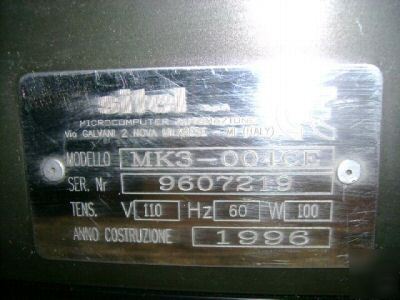 MICROCOMPUTER AUTOMAZIONE
Via GALVANI 2 NOVA MILANESE - MI (ITALY)
MODELLO MK3-004CE
SER. Nr 9607219
TENS. V 110 Hz 60 W 100
ANNO COSTRUZIONE 1996